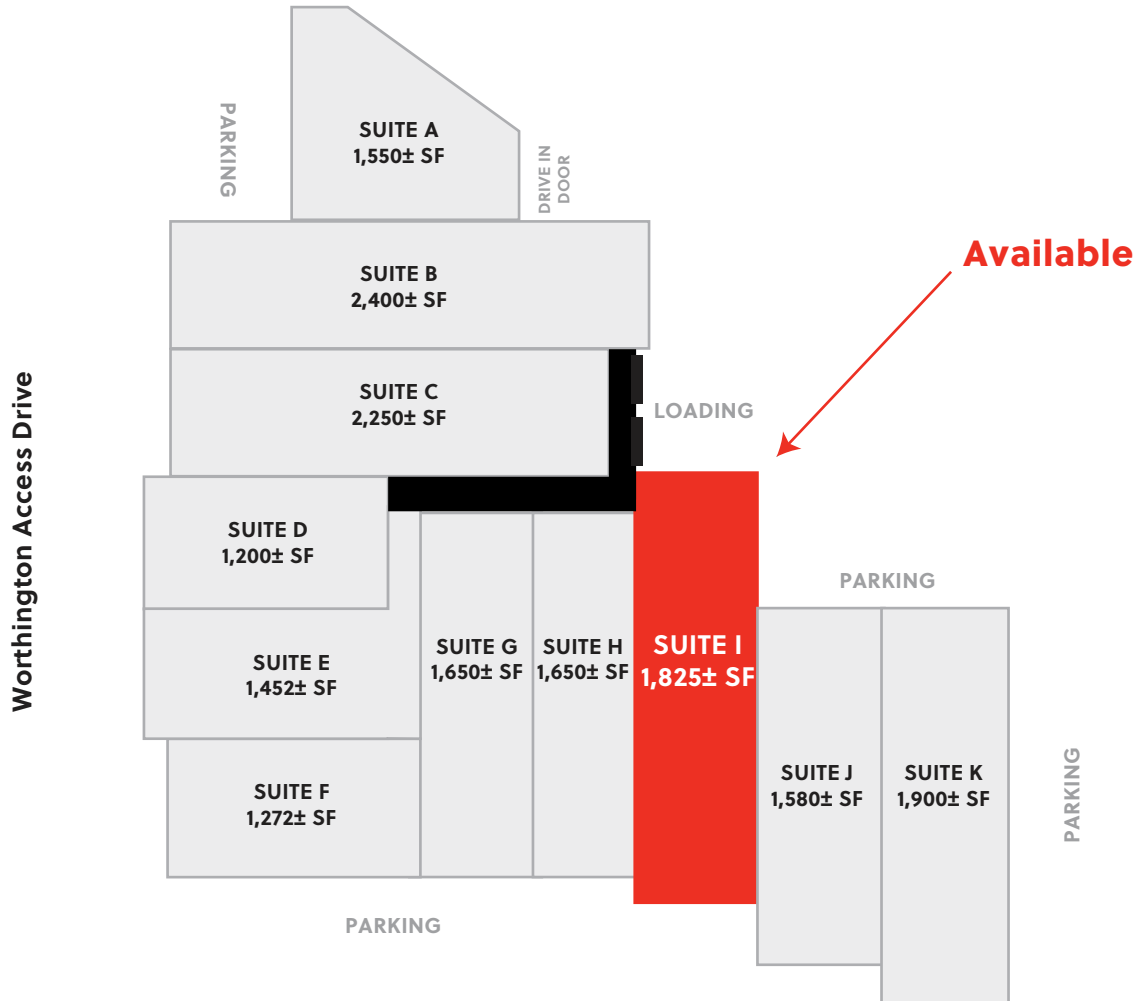 PARKING
SUITE A
1,550± SF
DRIVE IN
DOOR
SUITE B
2,400± SF
Available
SUITE C
2,250± SF
LOADING
Worthington Access Drive
SUITE D
1,200± SF
PARKING
SUITE E
1,452± SF
SUITE G
1,650± SF
SUITE H
1,650± SF
SUITE I
1,825± SF
SUITE F
1,272± SF
SUITE J
1,580± SF
SUITE K
1,900± SF
PARKING
PARKING